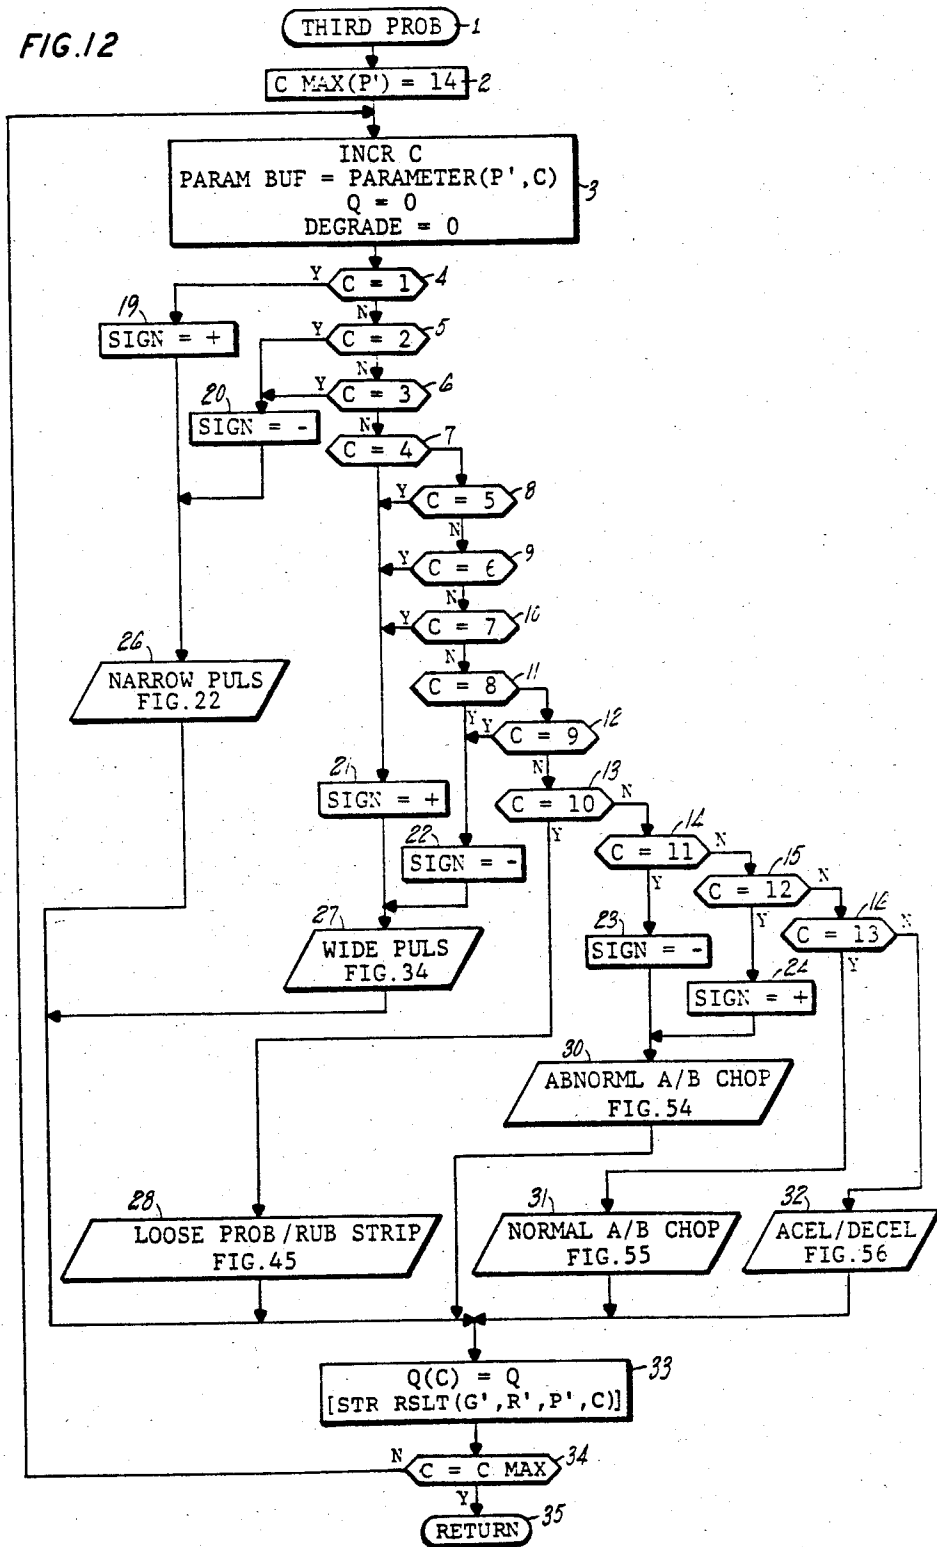 FIG.12
THIRD PROB
1
C MAX(P') = 14
2
INCR C
PARAM BUF = PARAMETER(P',C)
Q = 0
DEGRADE = 0
3
Y
C = 1
4
N
19
SIGN = +
Y
C = 2
5
N
Y
C = 3
6
20
SIGN = -
N
C = 4
7
Y
C = 5
8
N
Y
C = 6
9
N
Y
C = 7
10
N
C = 8
11
Y
Y
C = 9
12
N
26
NARROW PULS
FIG.22
21
SIGN = +
C = 10
13
N
Y
22
SIGN = -
C = 11
14
N
Y
C = 12
15
N
Y
C = 13
16
N
Y
27
WIDE PULS
FIG.34
23
SIGN = -
24
SIGN = +
30
ABNORML A/B CHOP
FIG.54
28
LOOSE PROB/RUB STRIP
FIG.45
31
NORMAL A/B CHOP
FIG.55
32
ACEL/DECEL
FIG.56
Q(C) = Q
[STR RSLT(G',R',P',C)]
33
N
C = C MAX
34
Y
RETURN
35